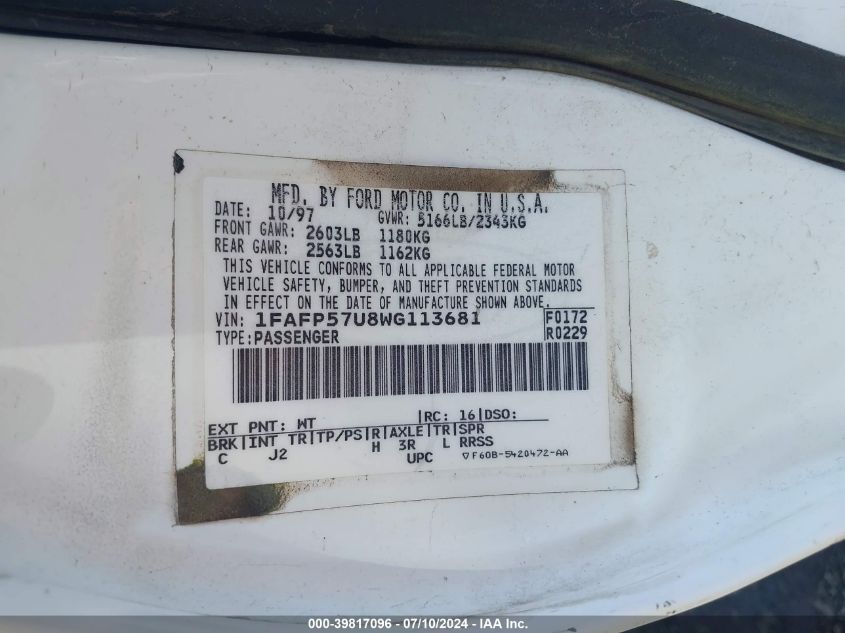 MFD. BY FORD MOTOR CO. IN U.S.A.
DATE: 10/97 GVWR: 5166LB/2343KG
FRONT GAWR: 2603LB 1180KG
REAR GAWR: 2563LB 1162KG
THIS VEHICLE CONFORMS TO ALL APPLICABLE FEDERAL MOTOR
VEHICLE SAFETY, BUMPER, AND THEFT PREVENTION STANDARDS
IN EFFECT ON THE DATE OF MANUFACTURE SHOWN ABOVE.
VIN: 1FAFP57U8WG113681 F0172
TYPE: PASSENGER R0229
EXT PNT: WT RC: 16 DSO:
BRK INT TR TP/PS R AXLE TR SPR
C J2 H 3R L RRSS
UPC ▽F60B-5420472-AA
000-39817096 - 07/10/2024 - IAA Inc.